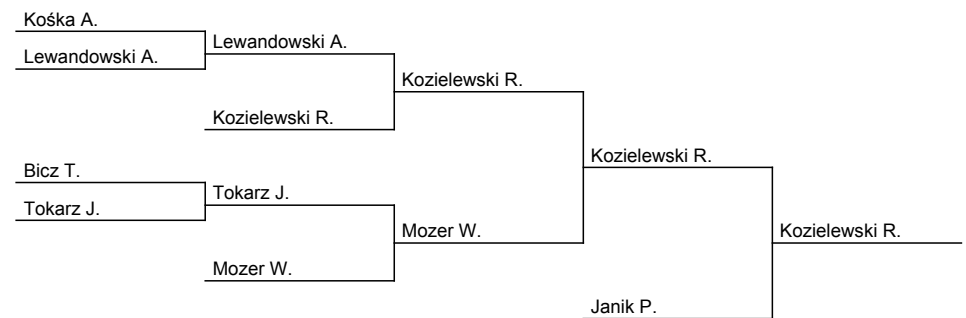 Kośka A.
Lewandowski A.
Lewandowski A.
Kozielewski R.
Kozielewski R.
Kozielewski R.
Bicz T.
Tokarz J.
Tokarz J.
Kozielewski R.
Mozer W.
Mozer W.
Janik P.